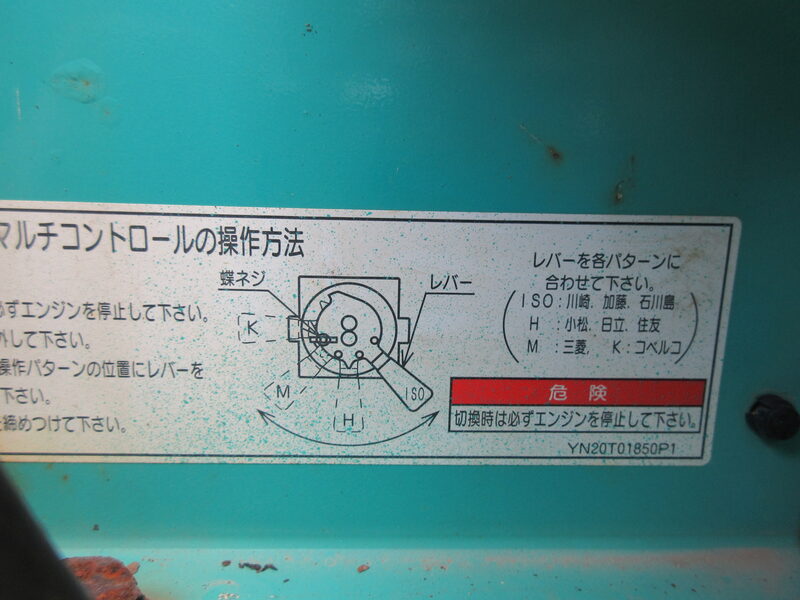 マルチコントロールの操作方法
必ずエンジンを停止して下さい。
外して下さい。
操作パターンの位置にレバーを
下さい。
締めつけて下さい。
蝶ネジ
レバー
K
M
H
ISO
レバーを各パターンに
合わせて下さい。
(ISO:川崎, 加藤, 石川島
H :小松, 日立, 住友
M :三菱, K:コベルコ)
危険
切換時は必ずエンジンを停止して下さい。
YN20T01850P1